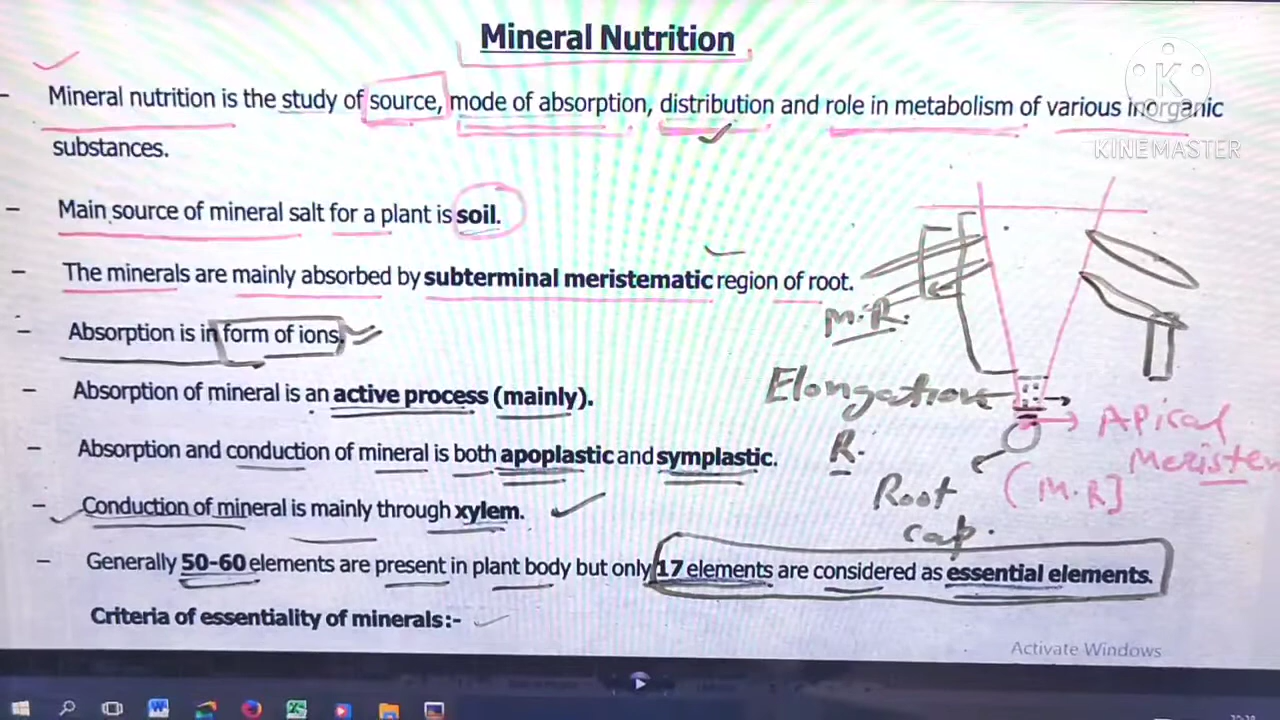 Mineral Nutrition
- Mineral nutrition is the study of source, mode of absorption, distribution and role in metabolism of various inorganic
substances.
K
KINEMASTER
- Main source of mineral salt for a plant is soil.
- The minerals are mainly absorbed by subterminal meristematic region of root.
M.R.
- Absorption is in form of ions.
- Absorption of mineral is an active process (mainly).
Elongation
R.
Apical
Meristem
(M.R]
- Absorption and conduction of mineral is both apoplastic and symplastic.
Root
cap.
- Conduction of mineral is mainly through xylem.
- Generally 50-60 elements are present in plant body but only 17 elements are considered as essential elements.
Criteria of essentiality of minerals:-
Activate Windows